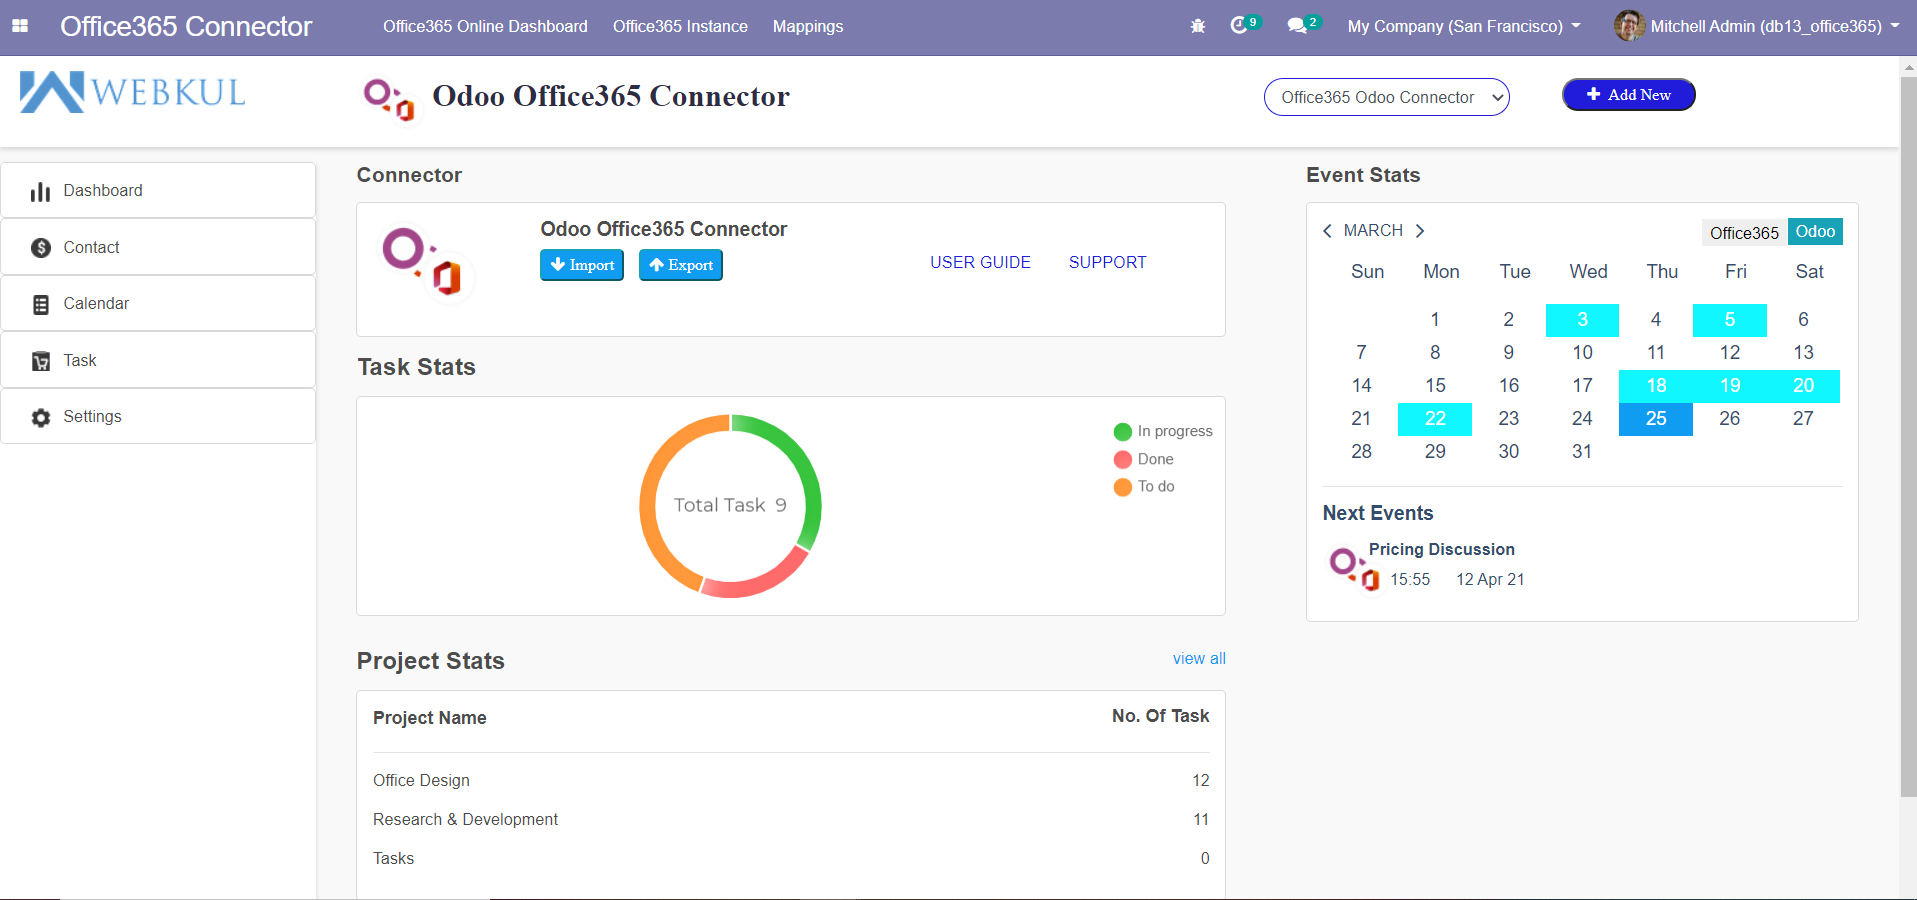 Office365 Connector
Office365 Online Dashboard
Office365 Instance
Mappings
9
2
My Company (San Francisco)
Mitchell Admin (db13_office365)
WEBKUL
Odoo Office365 Connector
Office365 Odoo Connector
Add New
Dashboard
Contact
Calendar
Task
Settings
Connector
Odoo Office365 Connector
Import
Export
USER GUIDE
SUPPORT
Task Stats
Total Task 9
In progress
Done
To do
Project Stats
view all
Project Name No. Of Task
Office Design 12
Research & Development 11
Tasks 0
Event Stats
MARCH
Office365
Odoo
Sun Mon Tue Wed Thu Fri Sat
1 2 3 4 5 6
7 8 9 10 11 12 13
14 15 16 17 18 19 20
21 22 23 24 25 26 27
28 29 30 31
Next Events
Pricing Discussion
15:55 12 Apr 21